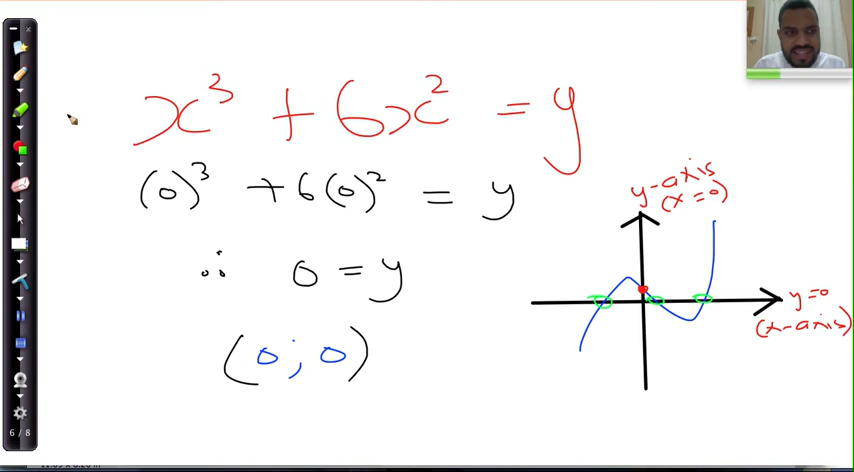 x³ + 6x² = y
(0)³ + 6(0)² = y
∴ 0 = y
(0; 0)
y-axis
(x=0)
y=0
(x-axis)
6 / 8